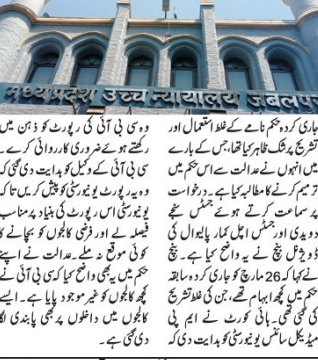 मध्यप्रदेश उच्च न्यायालय जबलपुर
جاری کردہ حکم نامے کے غلط استعمال اور
تشریح پر شک ظاہر کیا تھا، جس کے بارے
میں انہوں نے عدالت سے اس حکم میں
ترمیم کرنے کا مطالبہ کیا ہے۔ درخواست
پر سماعت کرتے ہوئے جسٹس سنجے
دویدی اور جسٹس اچل کمار پالیوال کی
ڈویژنل بنچ نے یہ واضح کیا ہے۔ بنچ
نے کہا کہ 26 مارچ کو جاری کردہ سابقہ
حکم میں کچھ ابہام تھے، جن کی غلط تشریح
کی گئی تھی۔ ہائی کورٹ نے ایم پی
میڈیکل سائنس یونیورسٹی کو ہدایت دی کہ
وہ سی بی آئی کی رپورٹ کو ذہن میں
رکھتے ہوئے ضروری کارروائی کرے۔
سی بی آئی کے وکیل کو ہدایت دی گئی کہ
وہ یہ رپورٹ یونیورسٹی کو پیش کریں تاکہ
یونیورسٹی اس رپورٹ کی بنیاد پر مناسب
فیصلہ لے اور فرضی کالجوں کو بچانے کا
کوئی موقع نہ ملے۔ عدالت نے اپنے
حکم میں یہ بھی واضح کیا کہ سی بی آئی نے
کچھ کالجوں کو غیر موجود پایا ہے۔ ایسے
کالجوں میں داخلوں پر بھی پابندی لگا
دی گئی ہے۔